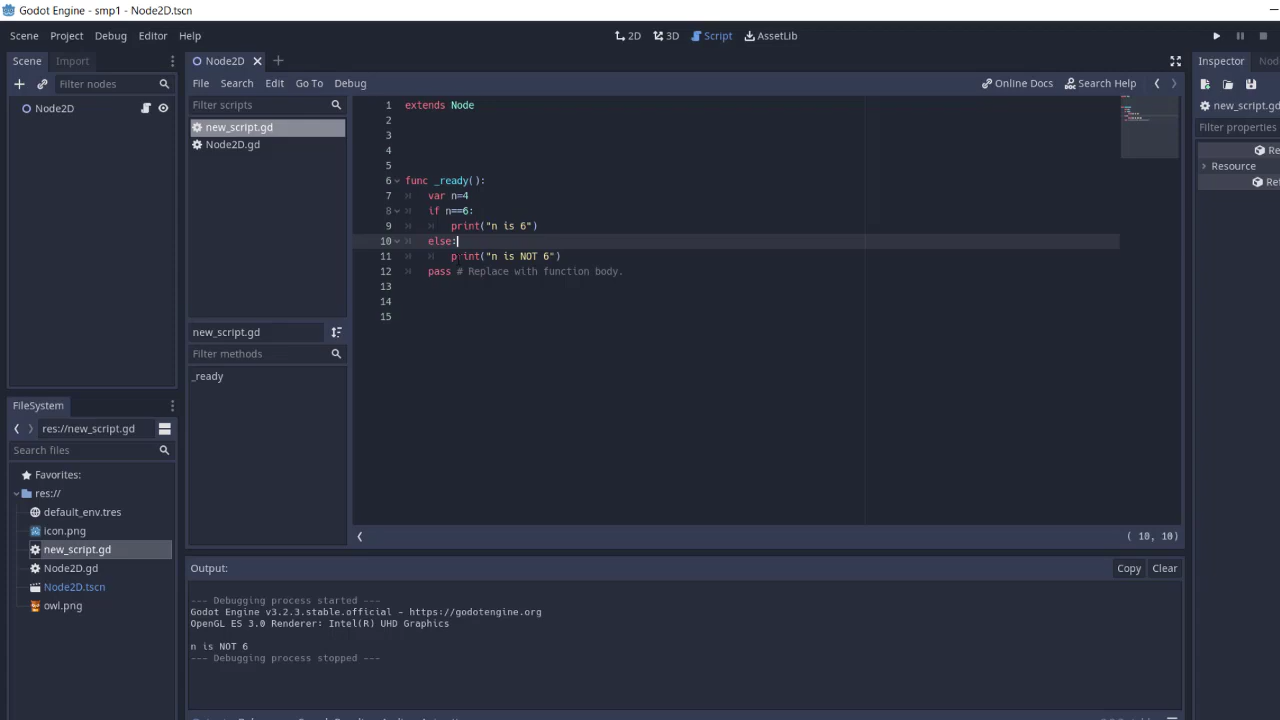 Godot Engine - smp1 - Node2D.tscn
Scene Project Debug Editor Help
2D 3D Script AssetLib
Scene Import
Node2D
Inspector
File Search Edit Go To Debug
Online Docs Search Help
Filter nodes
Node2D
Filter scripts
new_script.gd
Node2D.gd
new_script.gd
Filter methods
_ready
1 extends Node
2
3
4
5
6 func _ready():
7 var n=4
8 if n==6:
9 print("n is 6")
10 else:
11 print("n is NOT 6")
12 pass # Replace with function body.
13
14
15
( 10, 10)
new_script.gd
Filter properties
Re
Resource
FileSystem
res://new_script.gd
Search files
Favorites:
res://
default_env.tres
icon.png
new_script.gd
Node2D.gd
Node2D.tscn
owl.png
Output:
Copy Clear
--- Debugging process started ---
Godot Engine v3.2.3.stable.official - https://godotengine.org
OpenGL ES 3.0 Renderer: Intel(R) UHD Graphics
n is NOT 6
--- Debugging process stopped ---